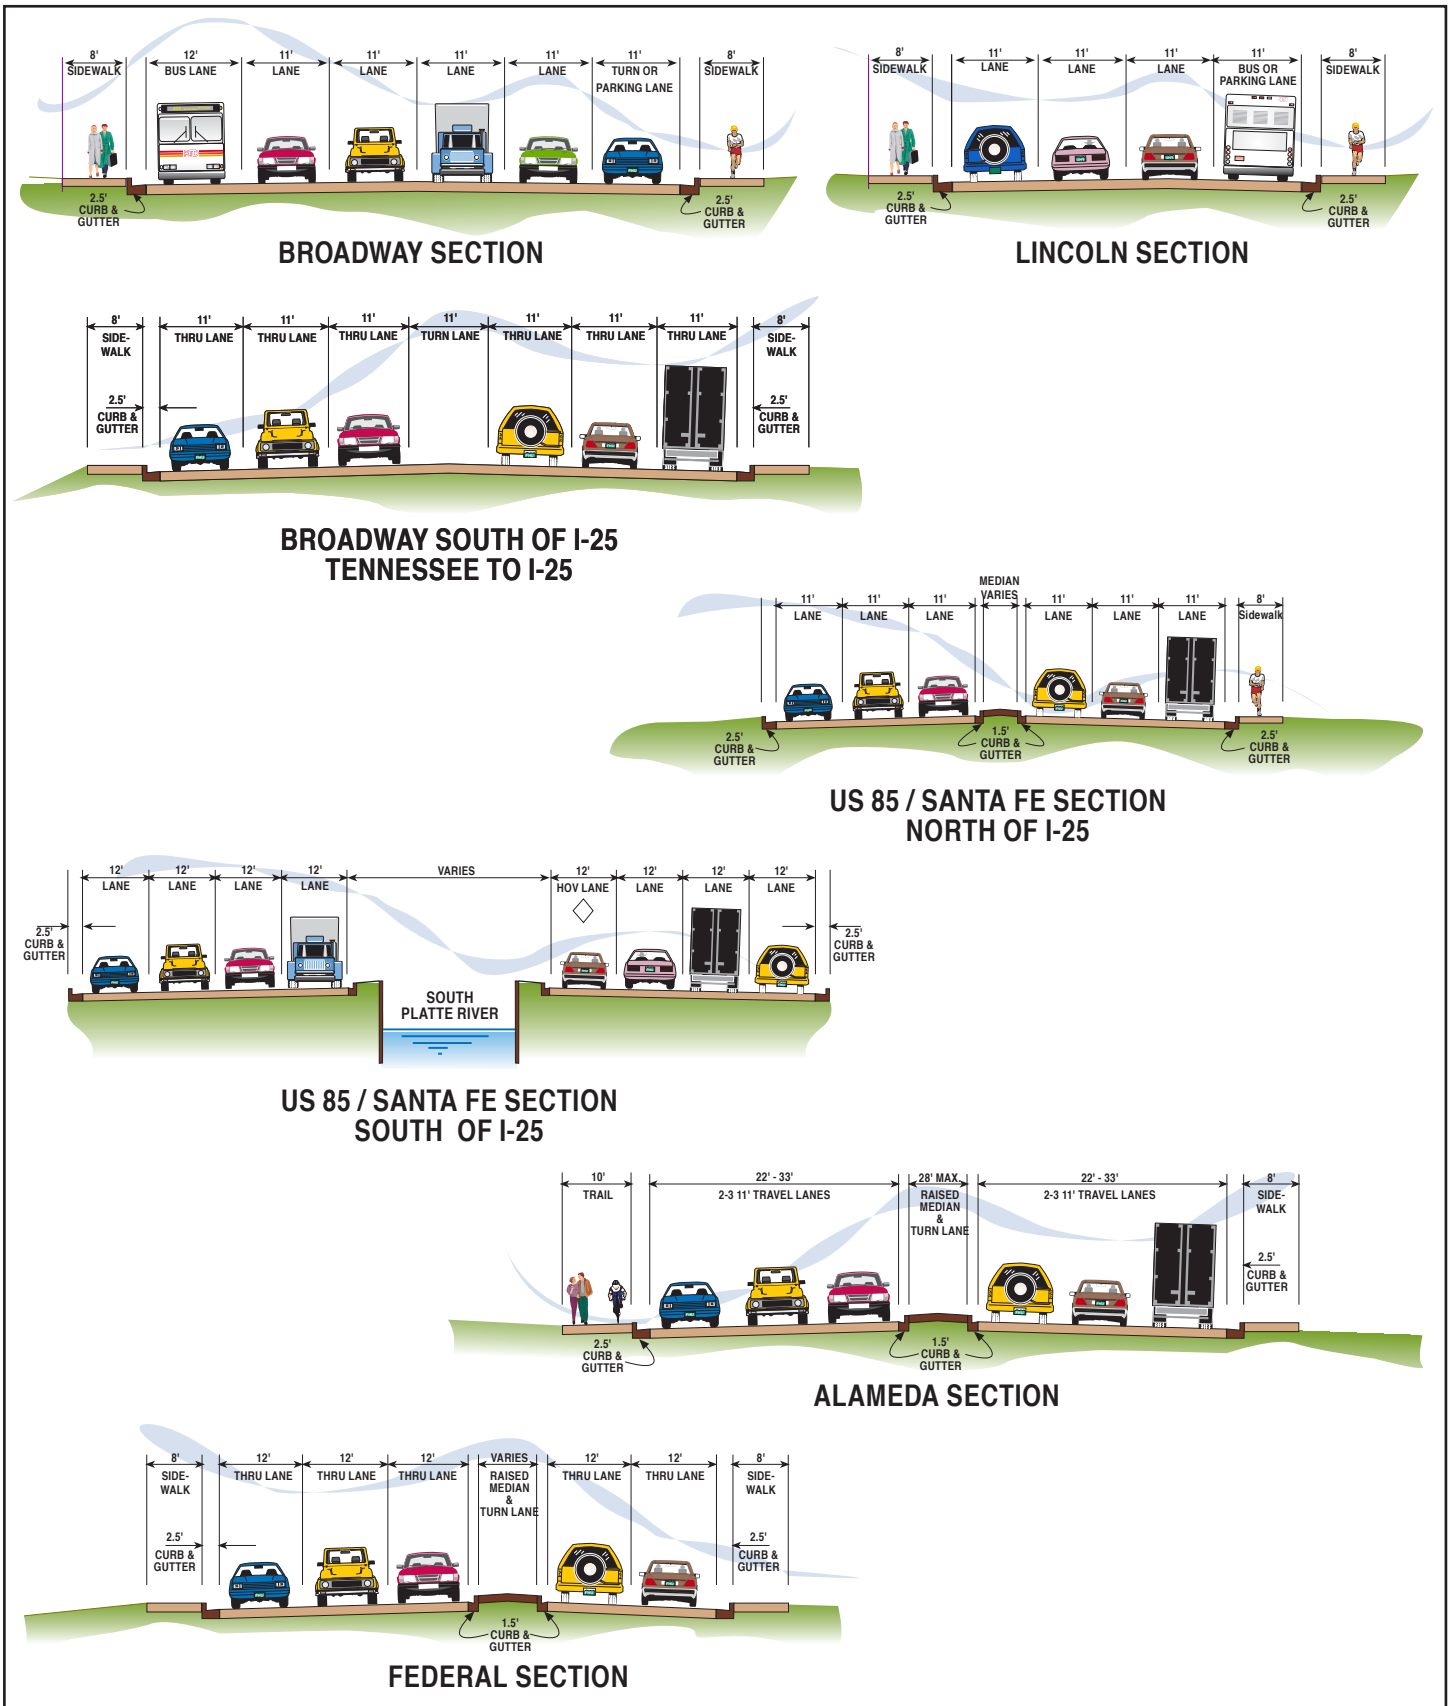 8' 12' 11' 11' 11' 11' 11' 8'
SIDEWALK BUS LANE LANE LANE LANE LANE TURN OR SIDEWALK
PARKING LANE
2.5'
CURB &
GUTTER
2.5'
CURB &
GUTTER
BROADWAY SECTION
8' 11' 11' 11' 11' 8'
SIDEWALK LANE LANE LANE BUS OR SIDEWALK
PARKING LANE
2.5'
CURB &
GUTTER
2.5'
CURB &
GUTTER
LINCOLN SECTION
8' 11' 11' 11' 11' 11' 11' 11' 8'
SIDE- THRU LANE THRU LANE THRU LANE TURN LANE THRU LANE THRU LANE THRU LANE SIDE-
WALK WALK
2.5'
CURB &
GUTTER
2.5'
CURB &
GUTTER
BROADWAY SOUTH OF I-25
TENNESSEE TO I-25
MEDIAN
VARIES
11' 11' 11' 11' 11' 11' 8'
LANE LANE LANE LANE LANE LANE Sidewalk
2.5'
CURB &
GUTTER
1.5'
CURB &
GUTTER
2.5'
CURB &
GUTTER
US 85 / SANTA FE SECTION
NORTH OF I-25
12' 12' 12' 12' VARIES 12' 12' 12' 12'
LANE LANE LANE LANE HOV LANE LANE LANE LANE
2.5'
CURB &
GUTTER
2.5'
CURB &
GUTTER
SOUTH
PLATTE RIVER
US 85 / SANTA FE SECTION
SOUTH OF I-25
10' 22' - 33' 28' MAX. 22' - 33' 8'
TRAIL 2-3 11' TRAVEL LANES RAISED 2-3 11' TRAVEL LANES SIDE-
MEDIAN WALK
&
TURN LANE
2.5'
CURB &
GUTTER
2.5'
CURB &
GUTTER
1.5'
CURB &
GUTTER
ALAMEDA SECTION
8' 12' 12' 12' VARIES 12' 12' 8'
SIDE- THRU LANE THRU LANE THRU LANE RAISED THRU LANE THRU LANE SIDE-
WALK MEDIAN WALK
&
TURN LANE
2.5'
CURB &
GUTTER
2.5'
CURB &
GUTTER
1.5'
CURB &
GUTTER
FEDERAL SECTION